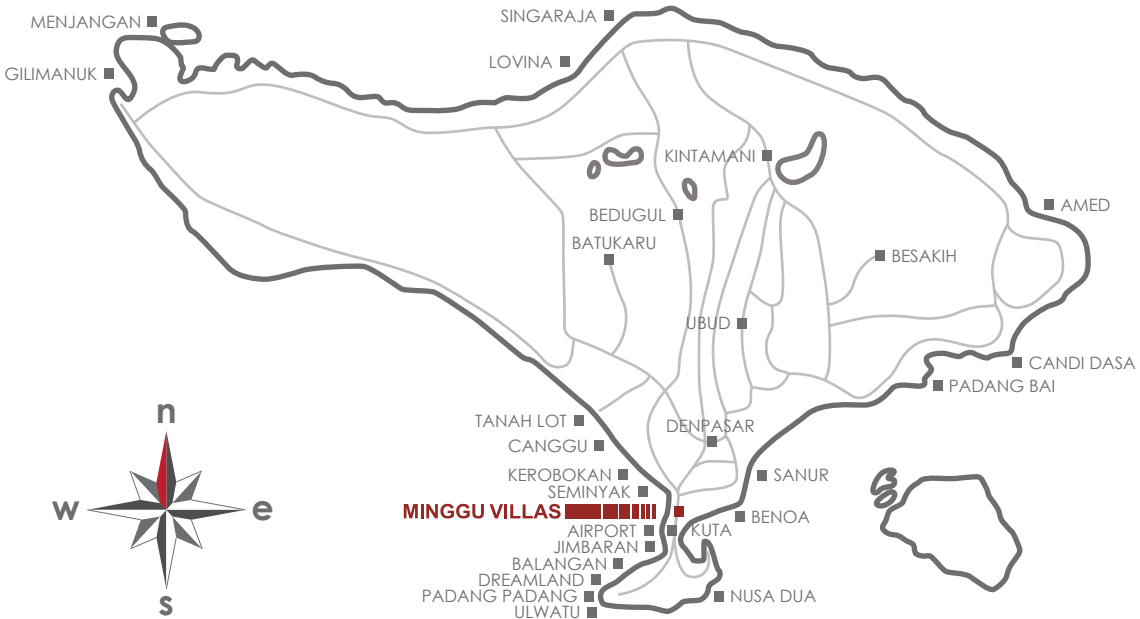 SINGARAJA
MENJANGAN
LOVINA
GILIMANUK
KINTAMANI
AMED
BEDUGUL
BATUKARU
BESAKIH
UBUD
CANDI DASA
PADANG BAI
n
TANAH LOT
DENPASAR
CANGGU
KEROBOKAN
SANUR
SEMINYAK
w
e
MINGGU VILLAS
BENOA
AIRPORT
KUTA
JIMBARAN
BALANGAN
DREAMLAND
PADANG PADANG
NUSA DUA
s
ULWATU